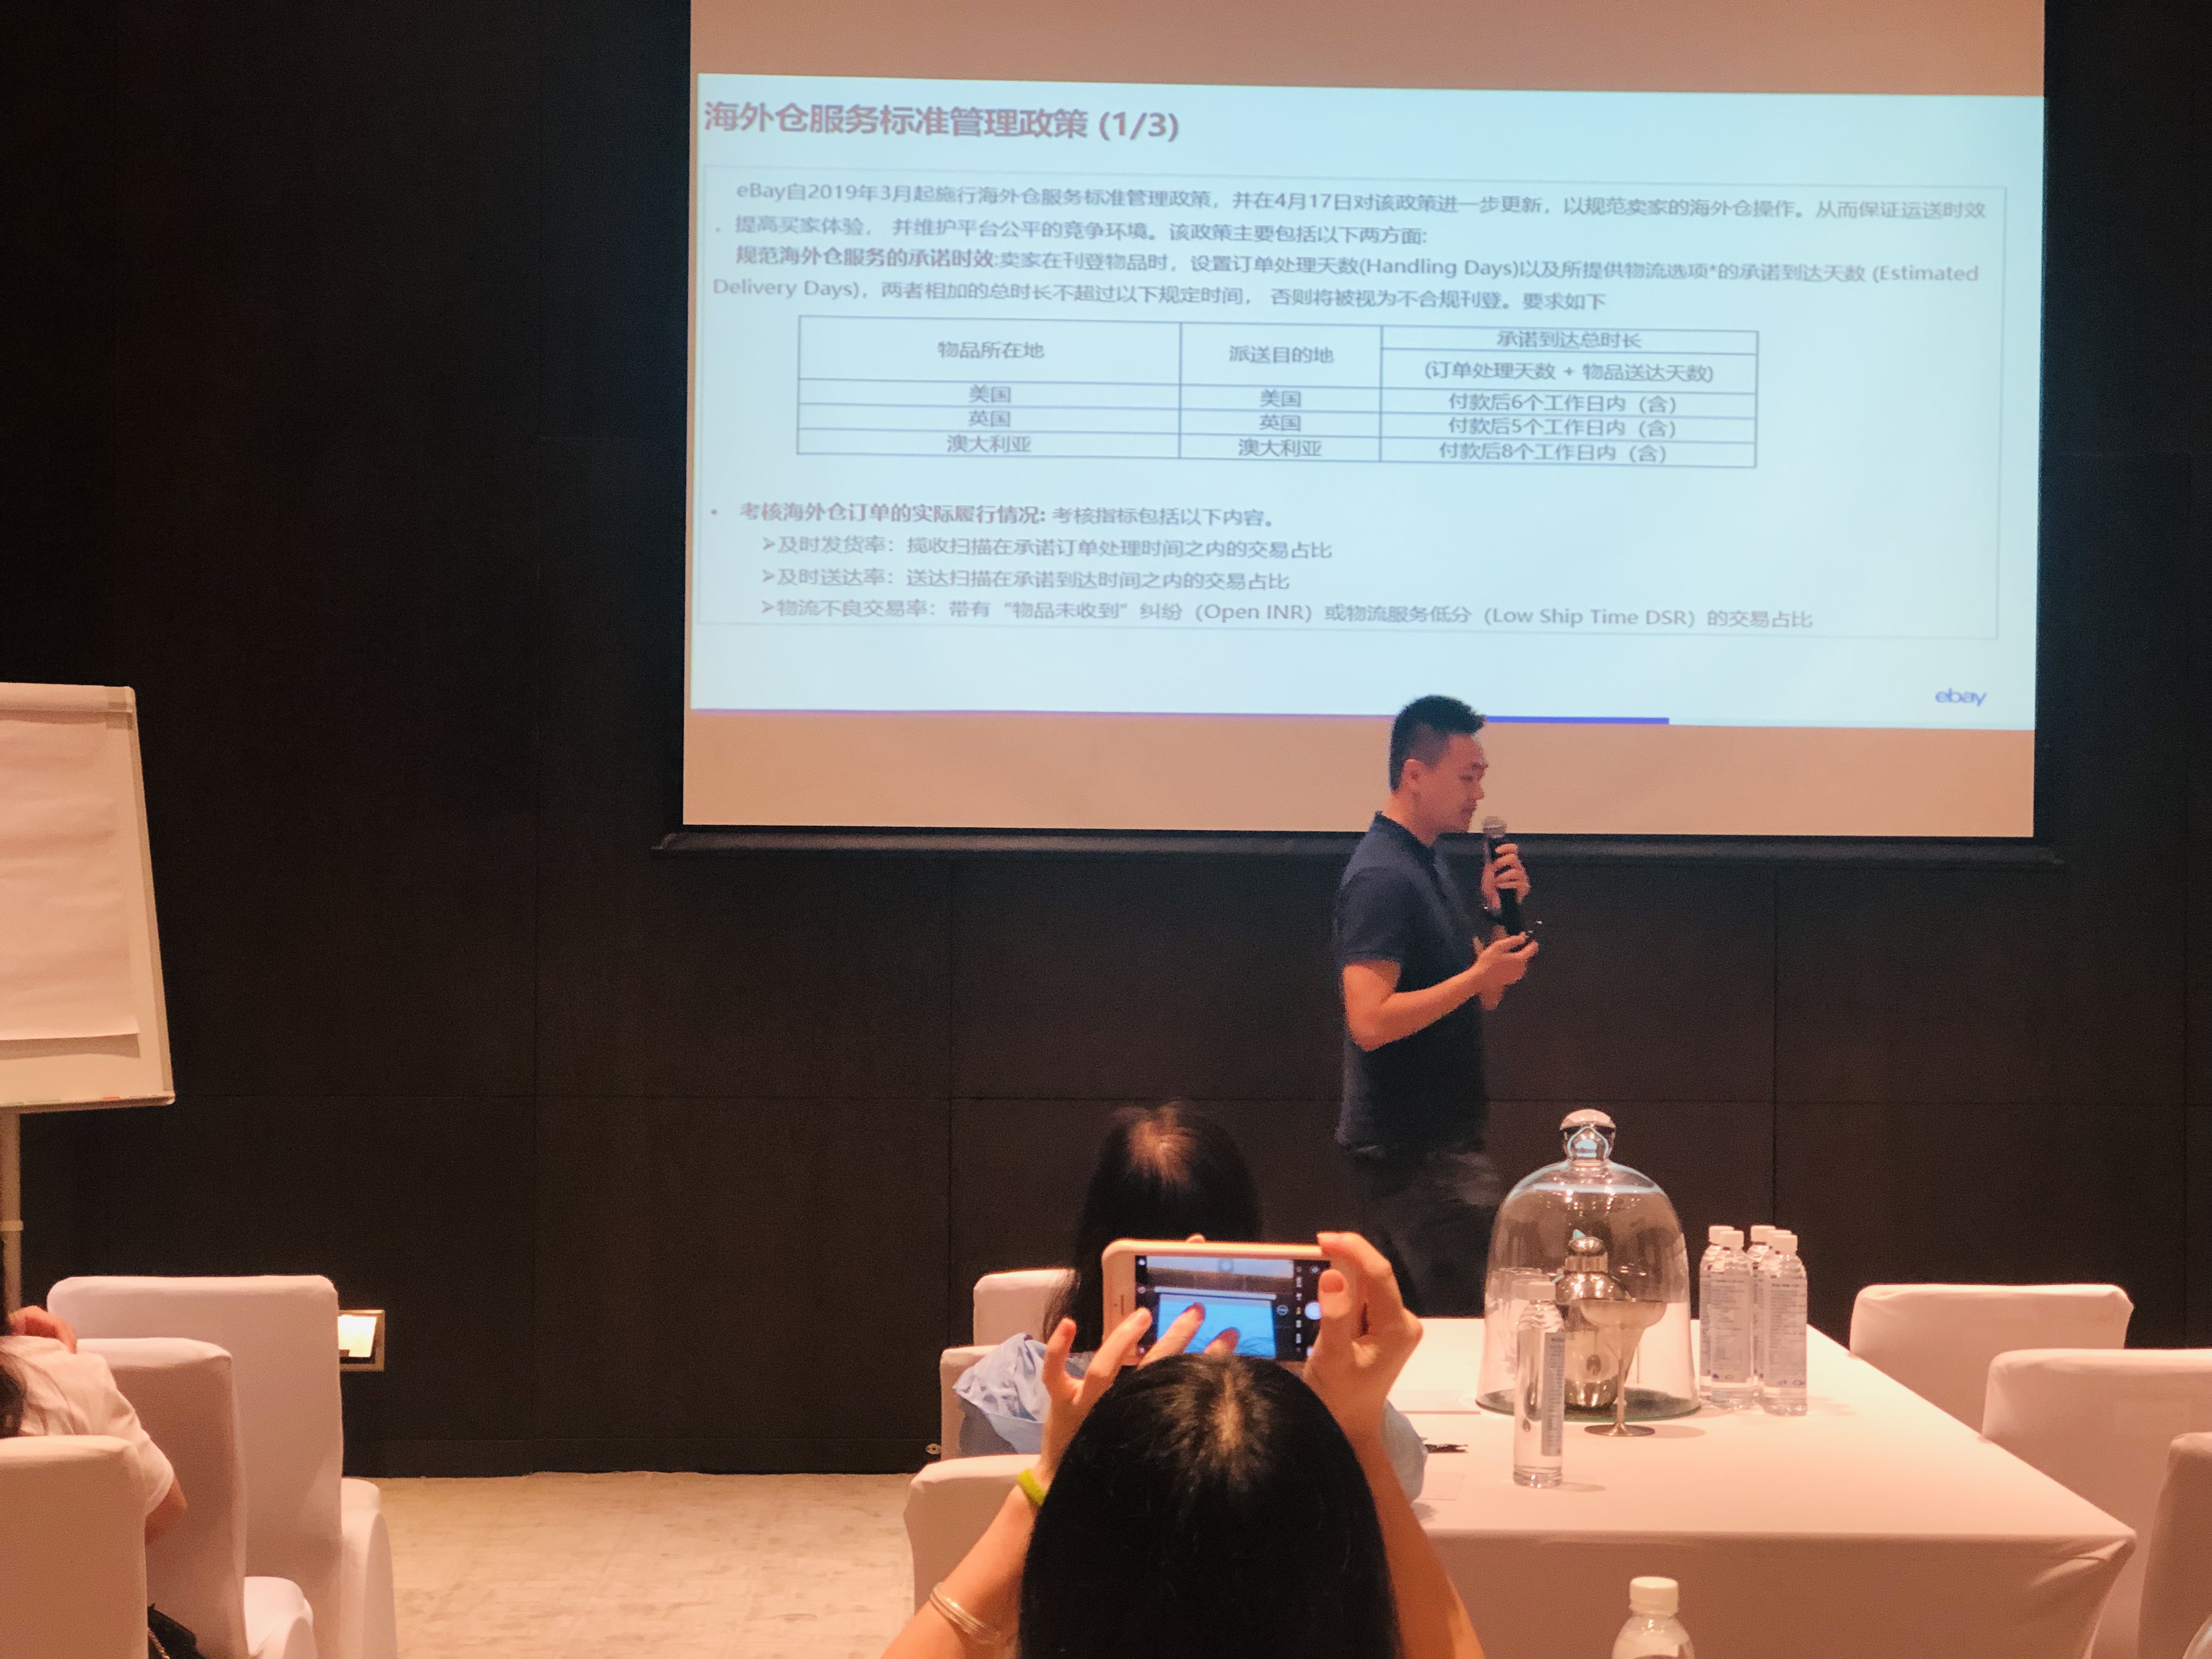 海外仓服务标准管理政策 (1/3)
eBay自2019年3月起施行海外仓服务标准管理政策，并在4月17日对该政策进一步更新，以规范卖家的海外仓操作。从而保证运送时效
，提高买家体验， 并维护平台公平的竞争环境。该政策主要包括以下两方面:
规范海外仓服务的承诺时效:卖家在刊登物品时，设置订单处理天数(Handling Days)以及所提供物流选项*的承诺到达天数 (Estimated
Delivery Days)，两者相加的总时长不超过以下规定时间， 否则将被视为不合规刊登。要求如下
物品所在地 派送目的地 承诺到达总时长
(订单处理天数 + 物品送达天数)
美国 美国 付款后6个工作日内（含）
英国 英国 付款后5个工作日内（含）
澳大利亚 澳大利亚 付款后8个工作日内（含）
• 考核海外仓订单的实际履行情况: 考核指标包括以下内容。
➢及时发货率：揽收扫描在承诺订单处理时间之内的交易占比
➢及时送达率：送达扫描在承诺到达时间之内的交易占比
➢物流不良交易率：带有“物品未收到”纠纷（Open INR）或物流服务低分（Low Ship Time DSR）的交易占比
ebay